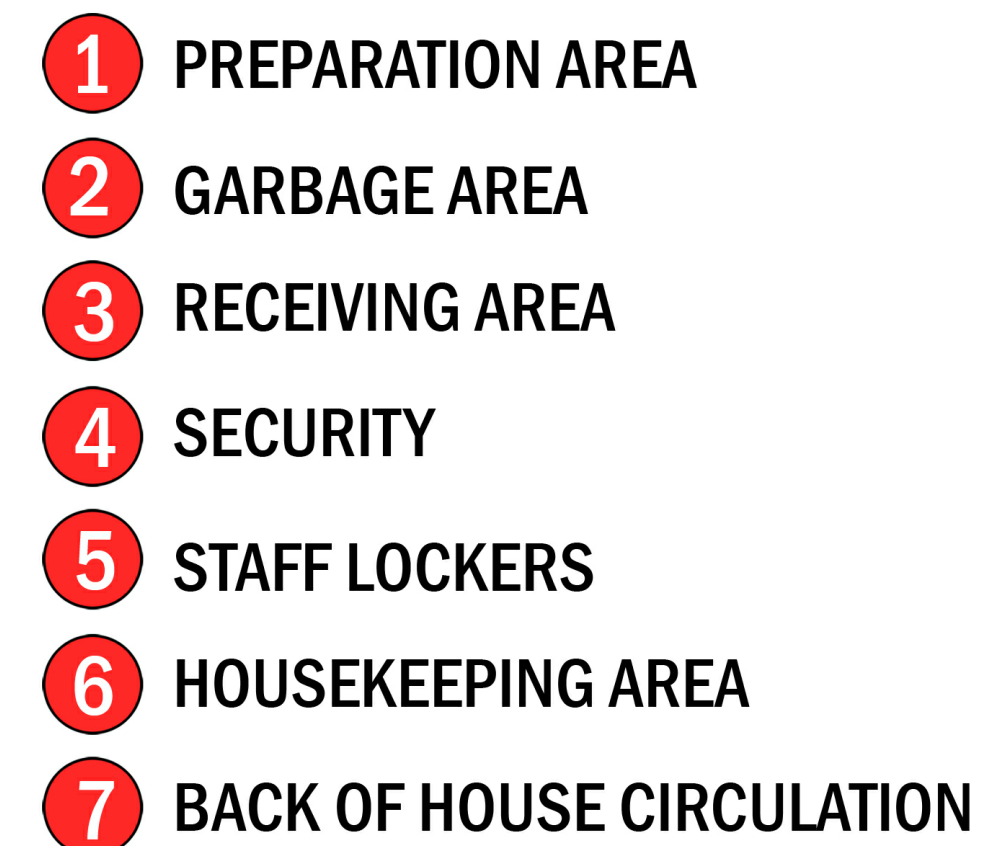 1 PREPARATION AREA
2 GARBAGE AREA
3 RECEIVING AREA
4 SECURITY
5 STAFF LOCKERS
6 HOUSEKEEPING AREA
7 BACK OF HOUSE CIRCULATION